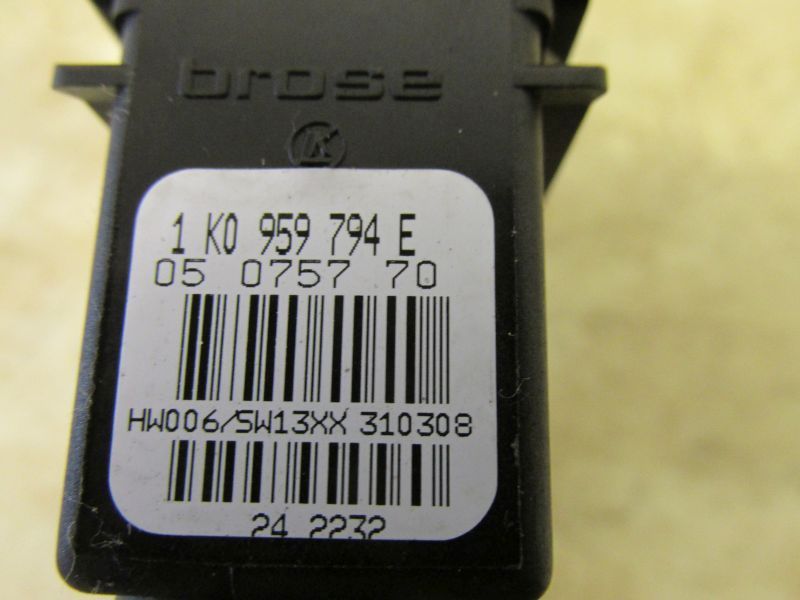 brose
K
1 K0 959 794 E
05 0757 70
HW006/SW13XX 310308
24 2232